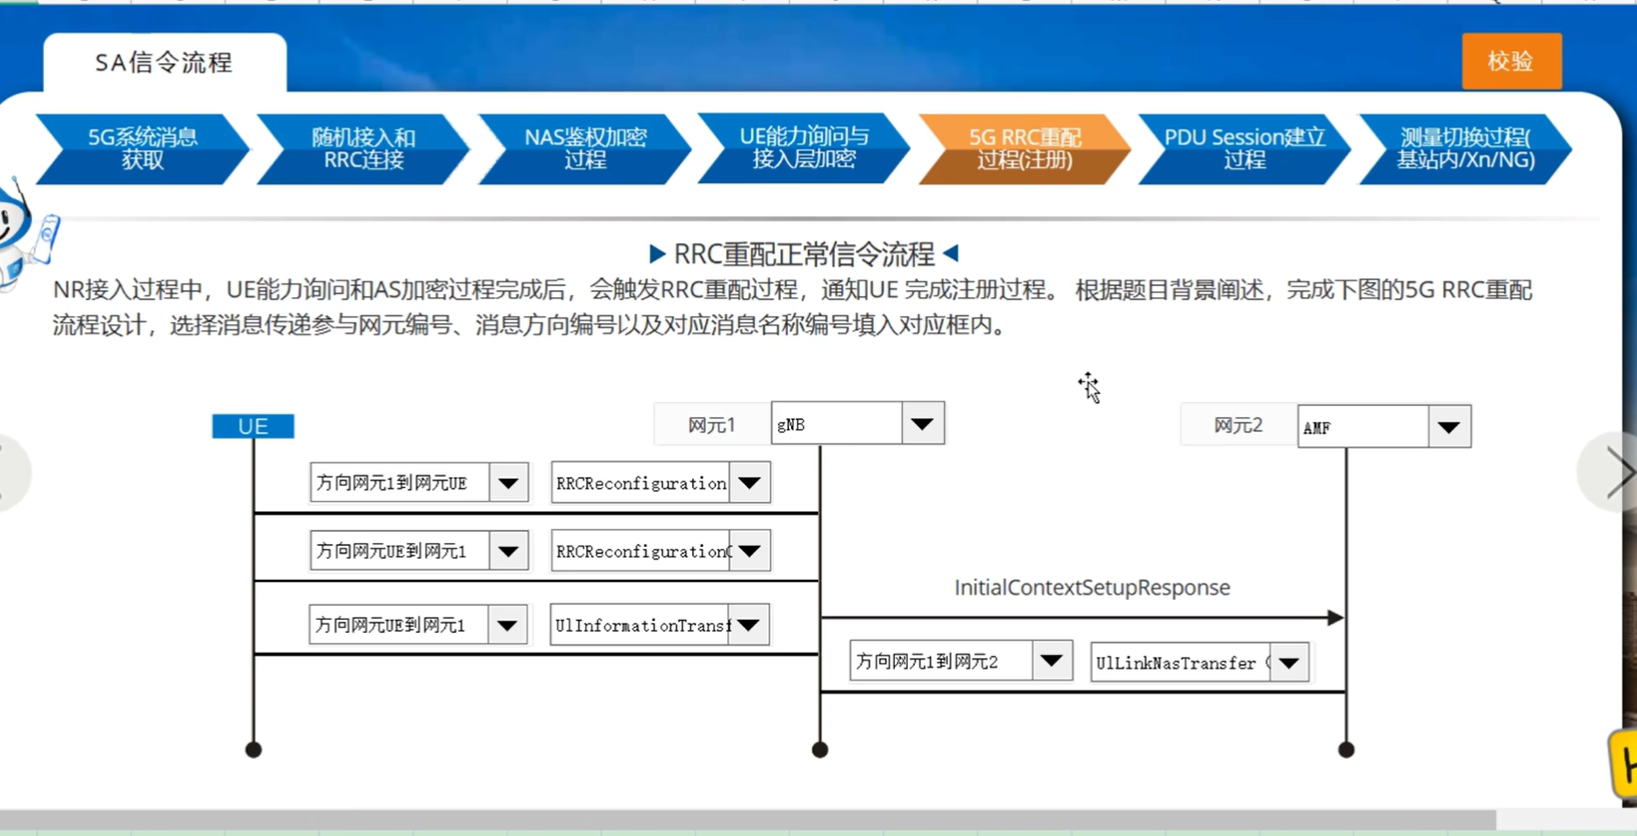 SA信令流程
校验
5G系统消息
获取
随机接入和
RRC连接
NAS鉴权加密
过程
UE能力询问与
接入层加密
5G RRC重配
过程(注册)
PDU Session建立
过程
测量切换过程(
基站内/Xn/NG)
RRC重配正常信令流程
NR接入过程中，UE能力询问和AS加密过程完成后，会触发RRC重配过程，通知UE 完成注册过程。 根据题目背景阐述，完成下图的5G RRC重配
流程设计，选择消息传递参与网元编号、消息方向编号以及对应消息名称编号填入对应框内。
UE
网元1
gNB
网元2
AMF
方向网元1到网元UE
RRCReconfiguration
方向网元UE到网元1
RRCReconfiguration
InitialContextSetupResponse
方向网元UE到网元1
UlInformationTransf
方向网元1到网元2
UlLinkNasTransfer (